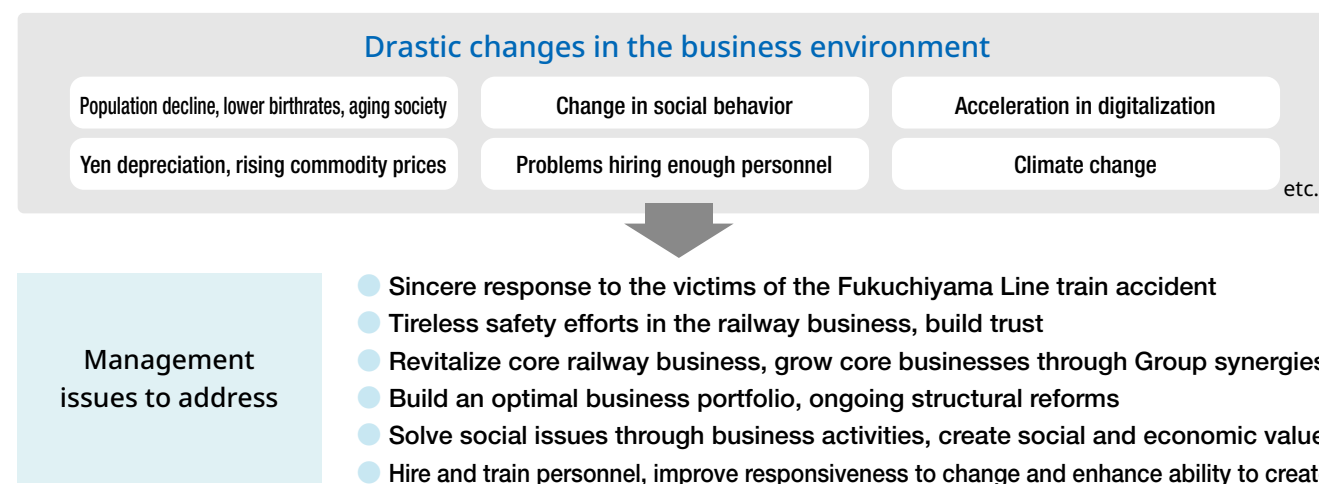 Drastic changes in the business environment
Population decline, lower birthrates, aging society
Change in social behavior
Acceleration in digitalization
Yen depreciation, rising commodity prices
Problems hiring enough personnel
Climate change
etc.
Management
issues to address
Sincere response to the victims of the Fukuchiyama Line train accident
Tireless safety efforts in the railway business, build trust
Revitalize core railway business, grow core businesses through Group synergies
Build an optimal business portfolio, ongoing structural reforms
Solve social issues through business activities, create social and economic value
Hire and train personnel, improve responsiveness to change and enhance ability to creat